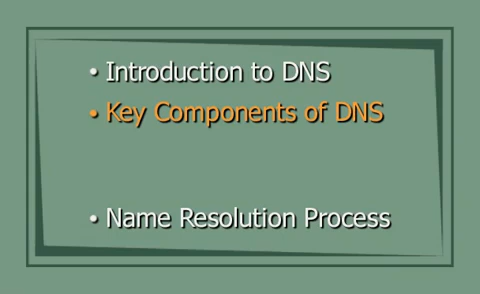 • Introduction to DNS
• Key Components of DNS
• Name Resolution Process